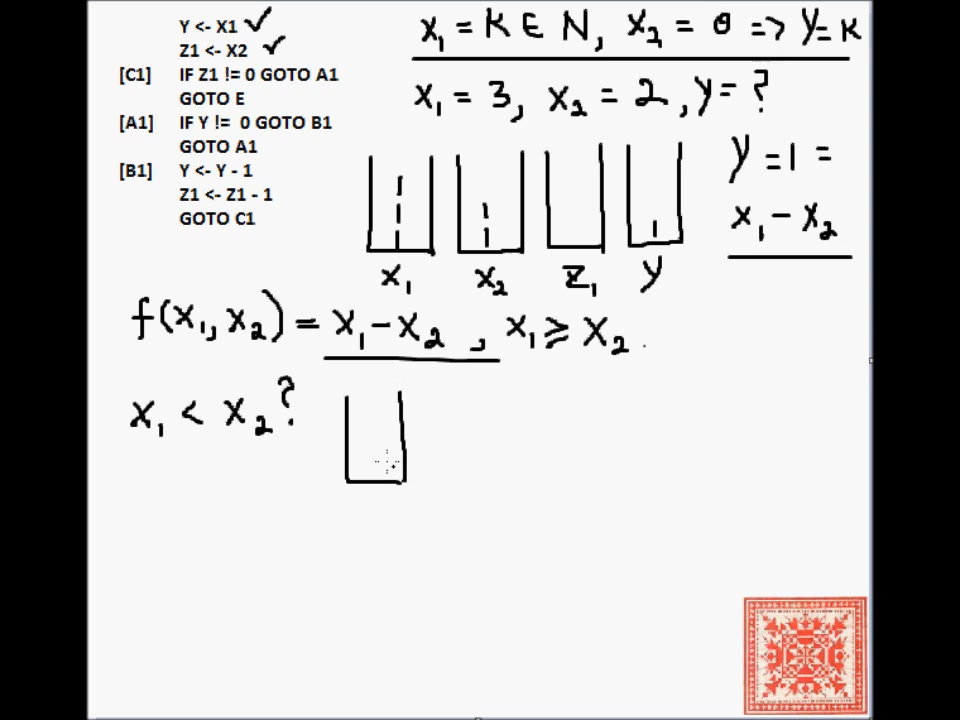 Y <- X1 ✓
Z1 <- X2 ✓
[C1] IF Z1 != 0 GOTO A1
GOTO E
[A1] IF Y != 0 GOTO B1
GOTO A1
[B1] Y <- Y - 1
Z1 <- Z1 - 1
GOTO C1
x₁ = K ∈ N, x₂ = 0 => y = K
x₁ = 3, x₂ = 2, y = ?
y = 1 =
x₁ - x₂
x₁ x₂ z₁ y
f(x₁, x₂) = x₁ - x₂ , x₁ ⩾ x₂ .
x₁ < x₂ ?